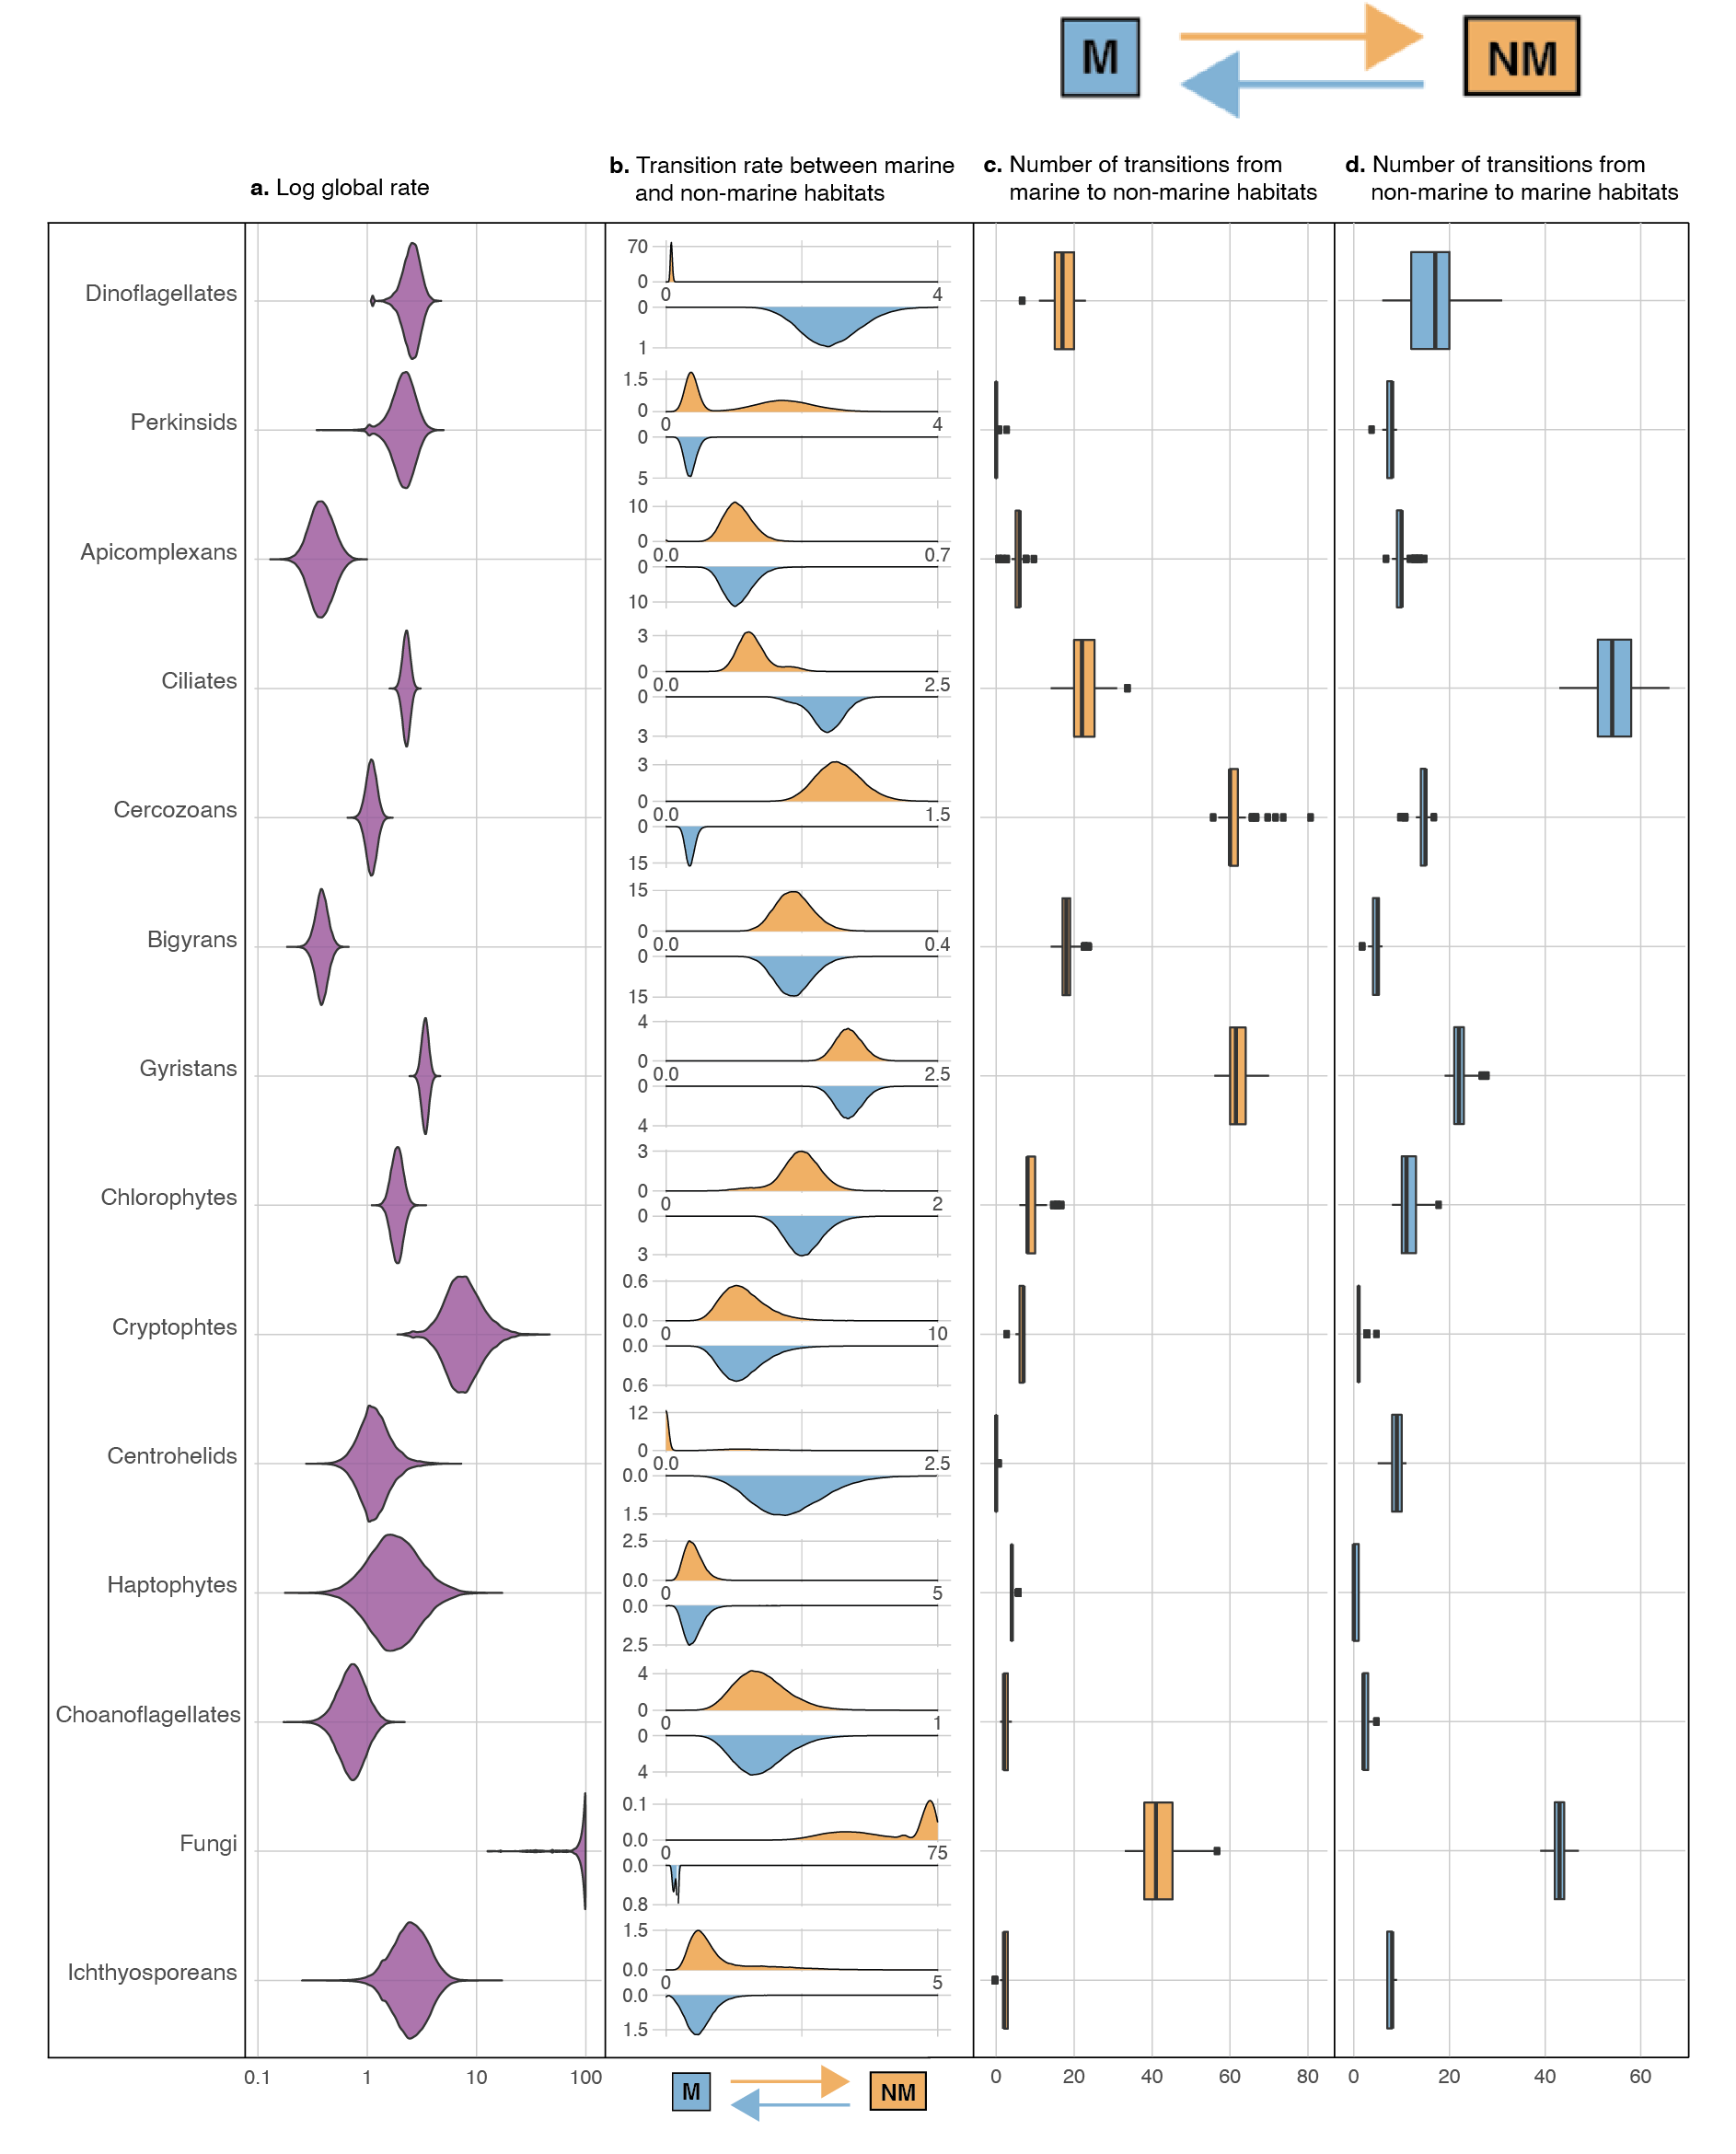 M
NM
a. Log global rate
b. Transition rate between marine
and non-marine habitats
c. Number of transitions from
marine to non-marine habitats
d. Number of transitions from
non-marine to marine habitats
Dinoflagellates
70
0
0 4
0
1
Perkinsids
1.5
0
0 4
0
5
Apicomplexans
10
0
0.0 0.7
0
10
Ciliates
3
0
0.0 2.5
0
3
Cercozoans
3
0
0.0 1.5
0
15
Bigyrans
15
0
0.0 0.4
0
15
Gyristans
4
0
0.0 2.5
0
4
Chlorophytes
3
0
0 2
0
3
Cryptophtes
0.6
0.0
0 10
0.0
0.6
Centrohelids
12
0
0.0 2.5
0.0
1.5
Haptophytes
2.5
0.0
0 5
0.0
2.5
Choanoflagellates
4
0
0 1
0
4
Fungi
0.1
0.0
0 75
0.0
0.8
Ichthyosporeans
1.5
0.0
0 5
0.0
1.5
0.1 1 10 100
M NM
0 20 40 60 80
0 20 40 60